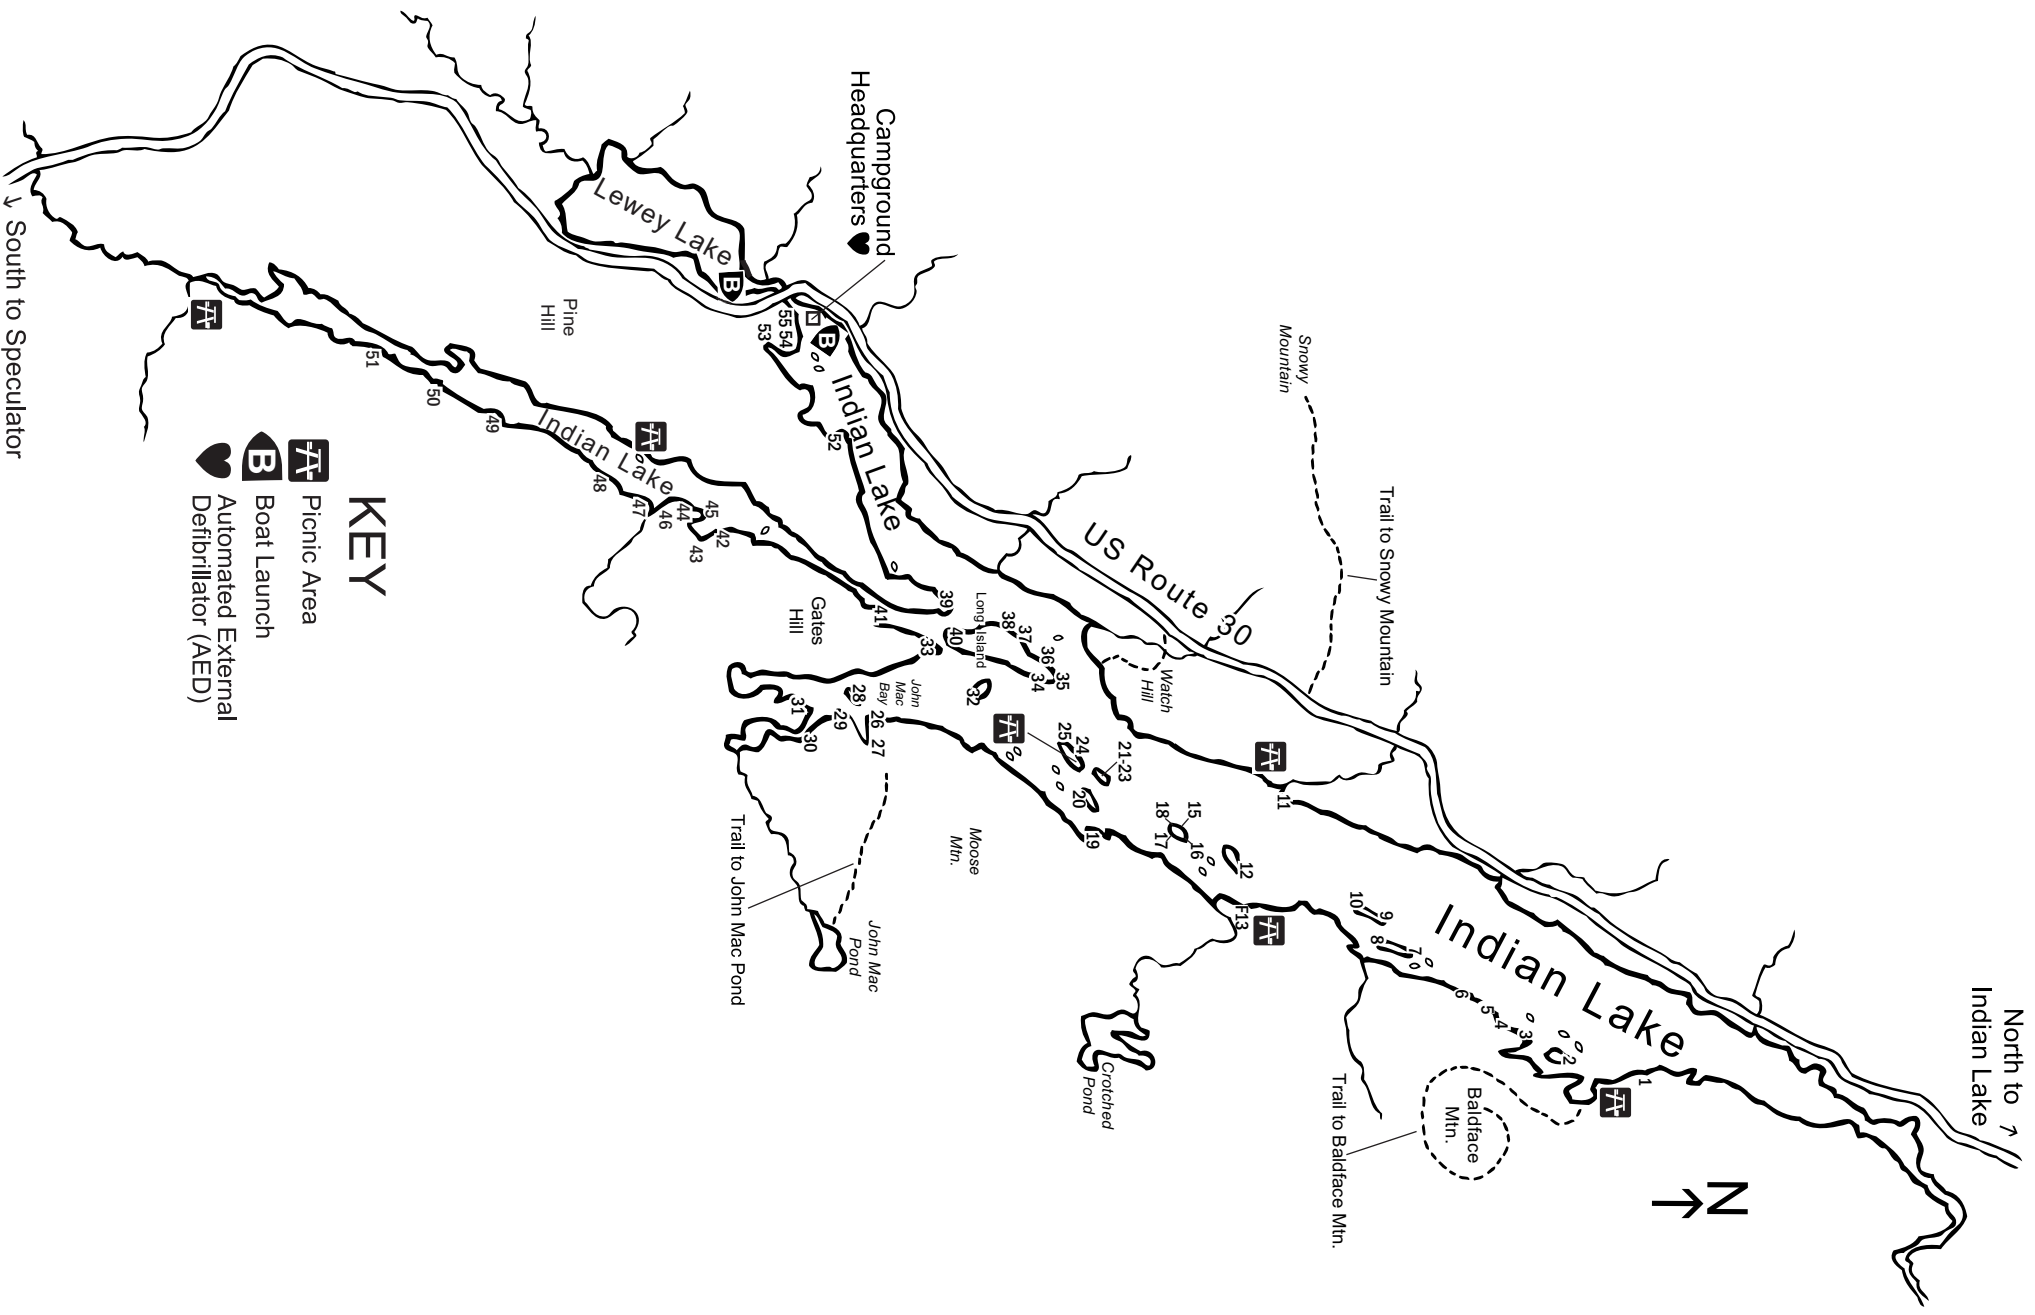 North to
Indian Lake
N
1
2
3
4
5
6
7
8
9
10
Baldface
Mtn.
Trail to Baldface Mtn.
Indian Lake
11
12
F13
15
16
17
18
19
20
21-23
24
25
Crotched
Pond
Trail to Snowy Mountain
Snowy
Mountain
Watch
Hill
US Route 30
Moose
Mtn.
26
27
28
29
30
31
32
33
34
35
36
37
38
39
40
41
Long Island
John
Mac
Bay
John Mac
Pond
Trail to John Mac Pond
Gates
Hill
Campground
Headquarters
B
Indian Lake
52
53
54
55
Lewey Lake
B
Pine
Hill
Indian Lake
42
43
44
45
46
47
48
49
50
51
KEY
Picnic Area
B
Boat Launch
Automated External
Defibrillator (AED)
South to Speculator